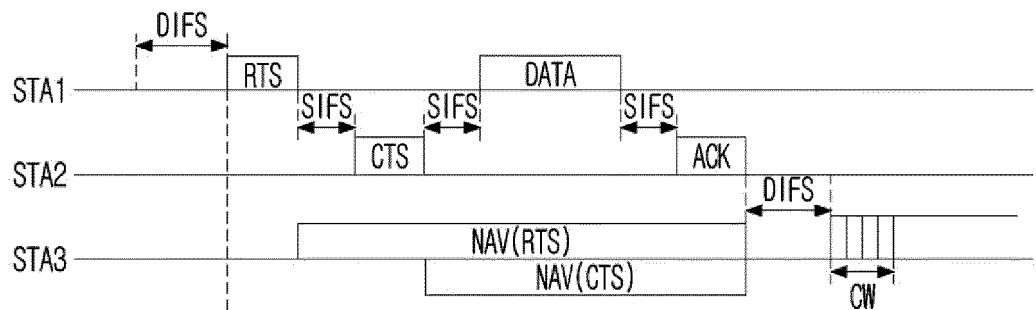 DIFS
STA1
RTS
DATA
SIFS
SIFS
SIFS
STA2
CTS
ACK
DIFS
STA3
NAV(RTS)
NAV(CTS)
CW